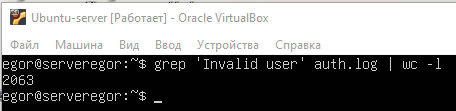 Ubuntu-server [Работает] - Oracle VirtualBox
Файл Машина Вид Ввод Устройства Справка
egor@serveregor:~$ grep 'Invalid user' auth.log | wc -l
2063
egor@serveregor:~$ _